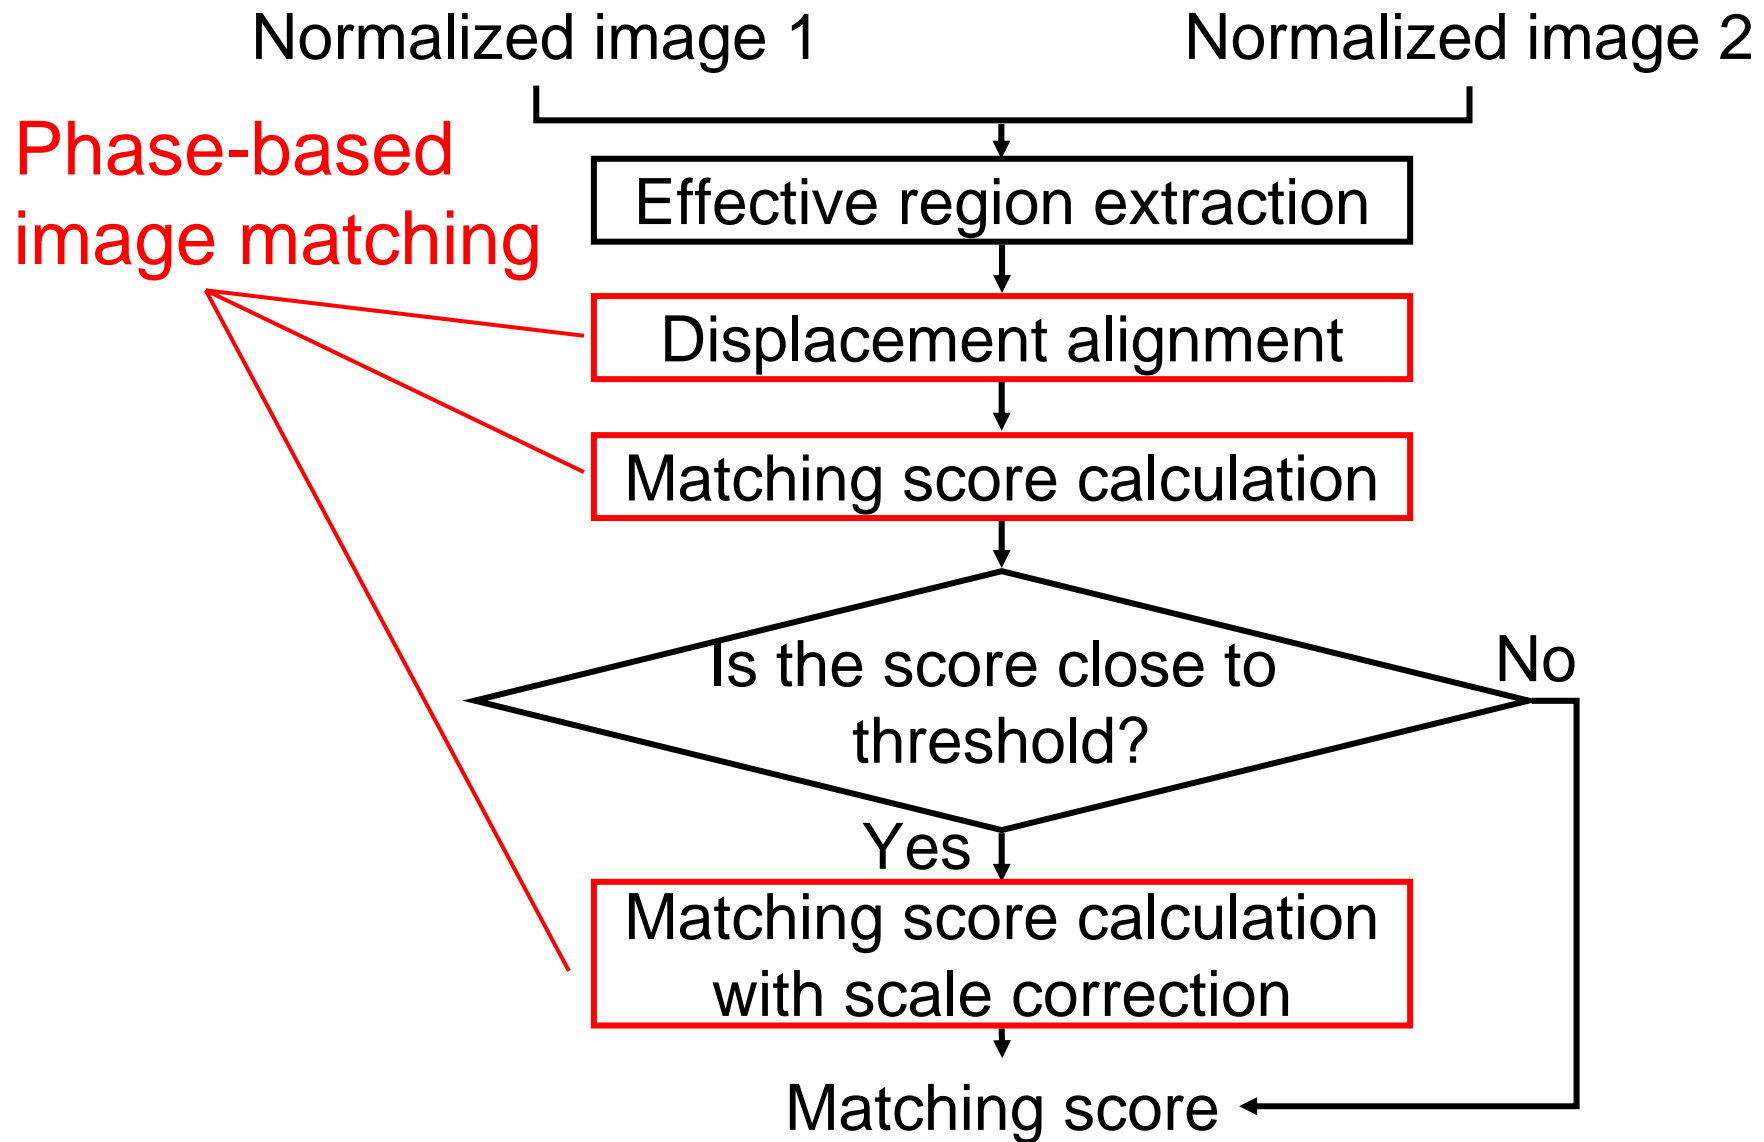 Normalized image 1
Normalized image 2
Phase-based
image matching
Effective region extraction
Displacement alignment
Matching score calculation
Is the score close to
threshold?
No
Yes
Matching score calculation
with scale correction
Matching score